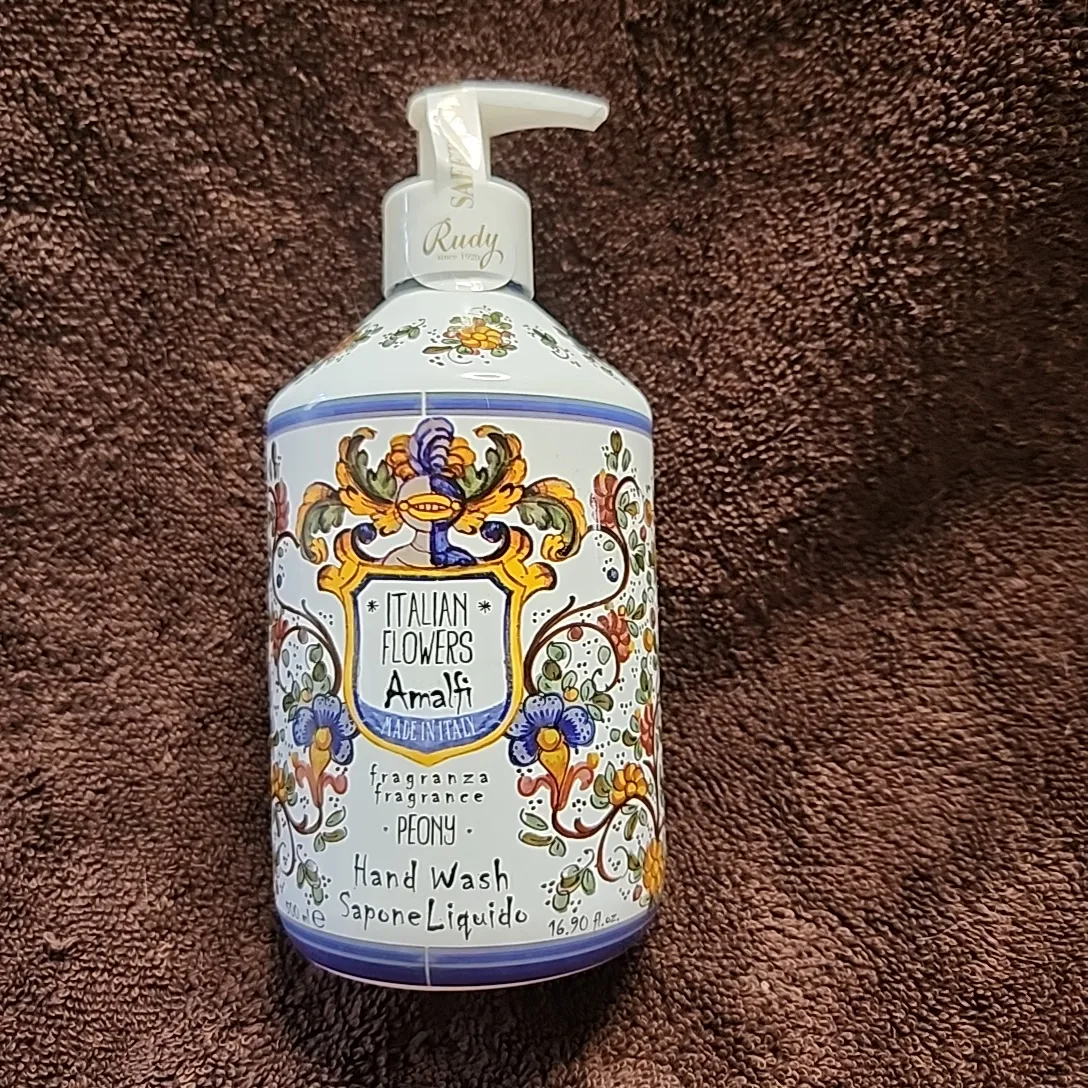 Rudy
since 1920
* ITALIAN *
FLOWERS
Amalfi
MADE IN ITALY
fragranza
fragrance
· PEONY ·
Hand Wash
Sapone Liquido
16.90 fl.oz.